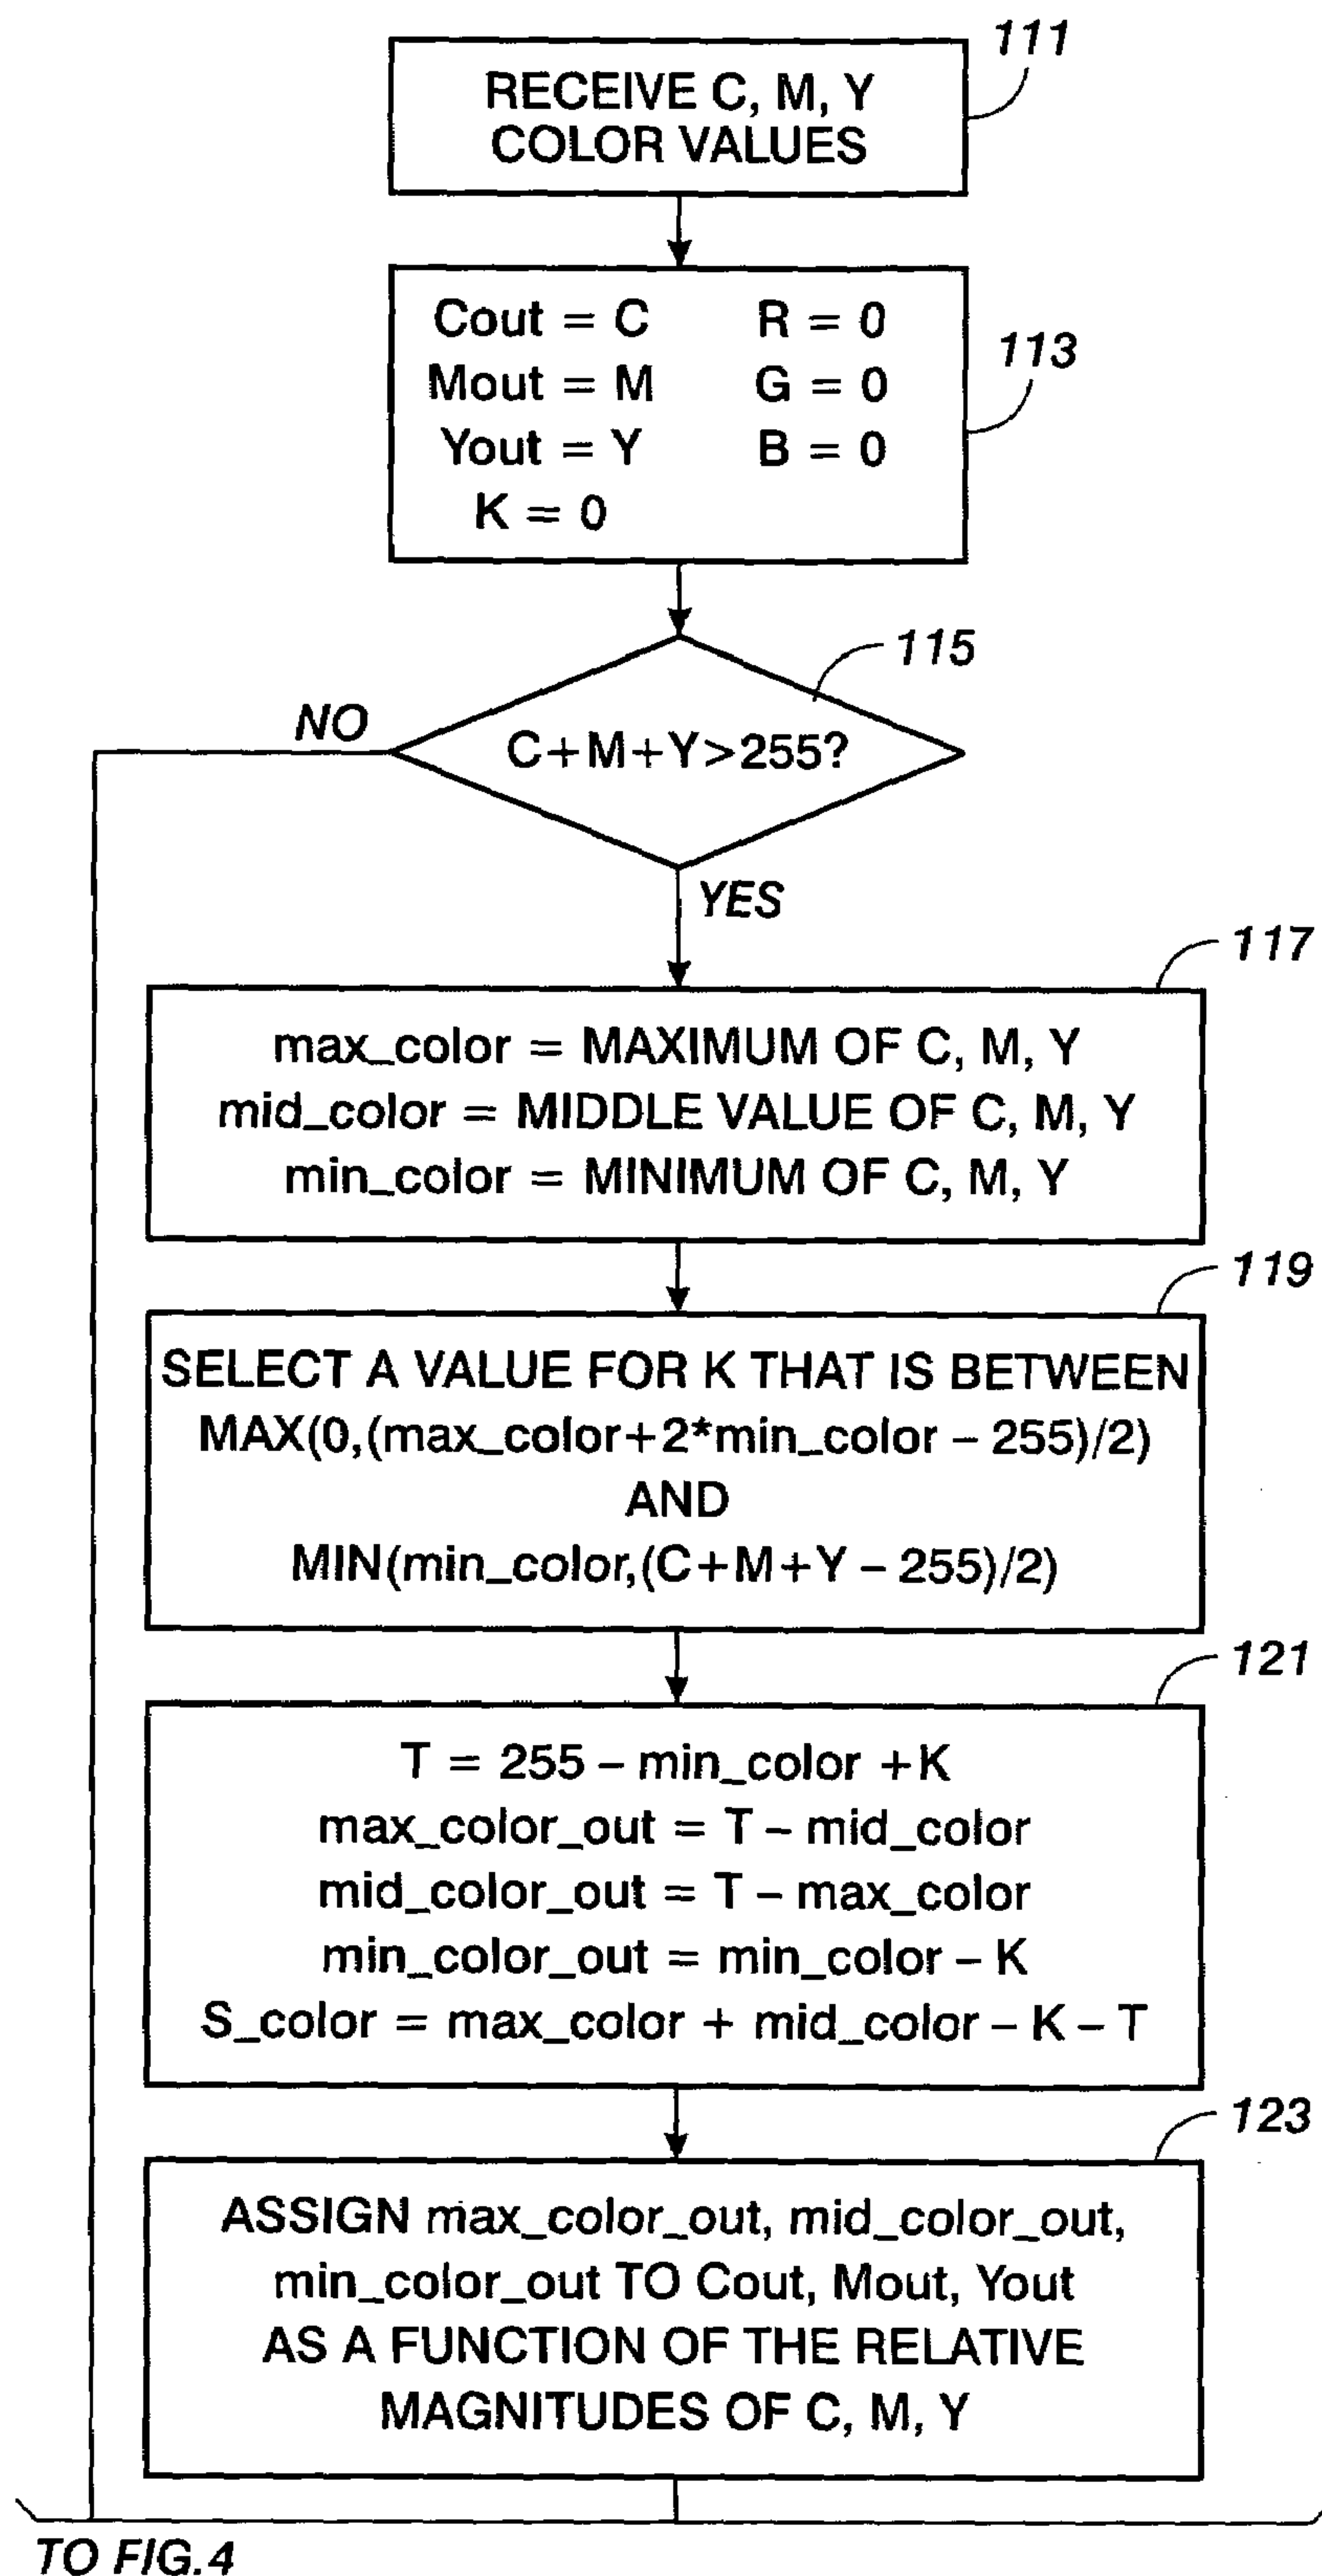 111
RECEIVE C, M, Y
COLOR VALUES
113
Cout = C R = 0
Mout = M G = 0
Yout = Y B = 0
K = 0
115
NO
C+M+Y>255?
YES
117
max_color = MAXIMUM OF C, M, Y
mid_color = MIDDLE VALUE OF C, M, Y
min_color = MINIMUM OF C, M, Y
119
SELECT A VALUE FOR K THAT IS BETWEEN
MAX(0,(max_color+2*min_color – 255)/2)
AND
MIN(min_color,(C+M+Y – 255)/2)
121
T = 255 – min_color +K
max_color_out = T – mid_color
mid_color_out = T – max_color
min_color_out = min_color – K
S_color = max_color + mid_color – K – T
123
ASSIGN max_color_out, mid_color_out,
min_color_out TO Cout, Mout, Yout
AS A FUNCTION OF THE RELATIVE
MAGNITUDES OF C, M, Y
TO FIG.4